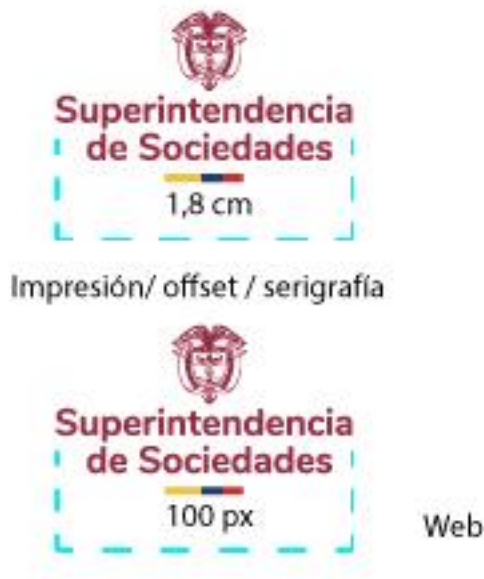 Superintendencia
de Sociedades
1,8 cm
Impresión/ offset / serigrafía
Superintendencia
de Sociedades
100 px
Web